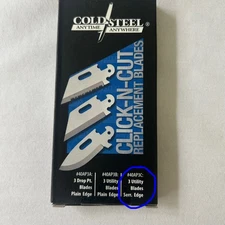 COLD STEEL
ANYTIME ANYWHERE
CLICK-N-CUT
REPLACEMENT BLADES
#40AP3A:
3 Drop Pt.
Blades
Plain Edge
#40AP3B:
3 Utility
Blades
Plain Edge
#40AP3C:
3 Utility
Blades
Serr. Edge